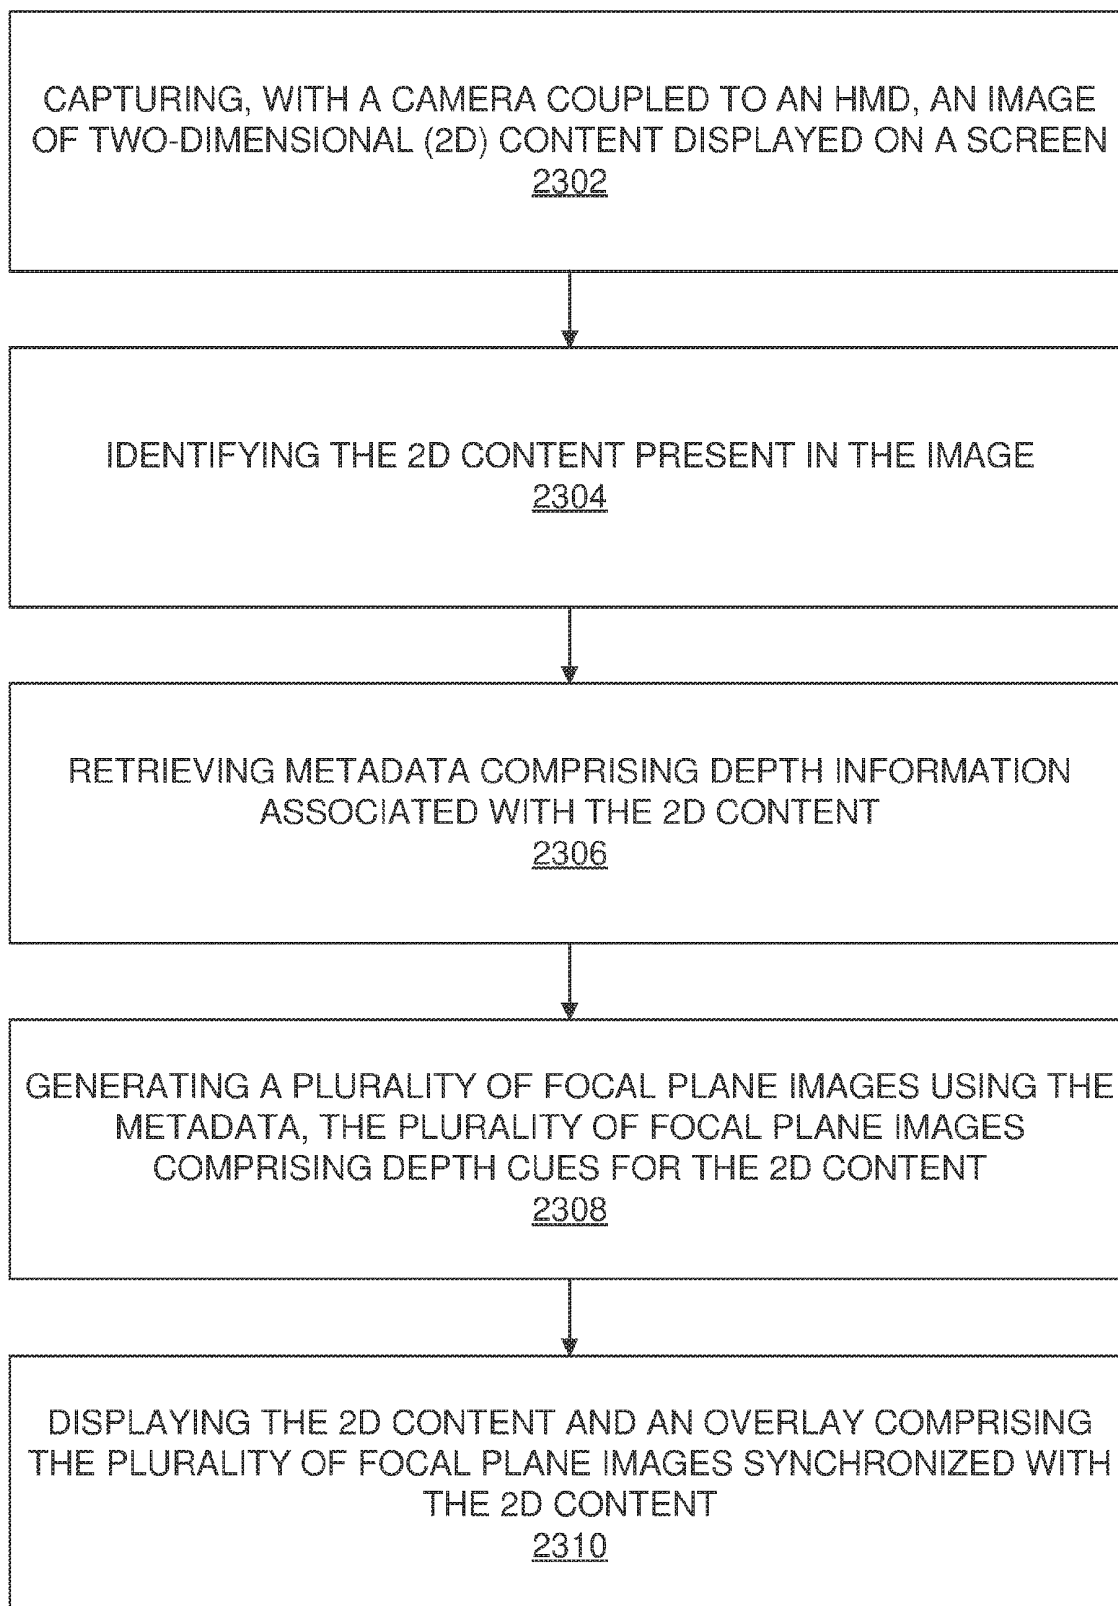 CAPTURING, WITH A CAMERA COUPLED TO AN HMD, AN IMAGE
OF TWO-DIMENSIONAL (2D) CONTENT DISPLAYED ON A SCREEN
2302
IDENTIFYING THE 2D CONTENT PRESENT IN THE IMAGE
2304
RETRIEVING METADATA COMPRISING DEPTH INFORMATION
ASSOCIATED WITH THE 2D CONTENT
2306
GENERATING A PLURALITY OF FOCAL PLANE IMAGES USING THE
METADATA, THE PLURALITY OF FOCAL PLANE IMAGES
COMPRISING DEPTH CUES FOR THE 2D CONTENT
2308
DISPLAYING THE 2D CONTENT AND AN OVERLAY COMPRISING
THE PLURALITY OF FOCAL PLANE IMAGES SYNCHRONIZED WITH
THE 2D CONTENT
2310